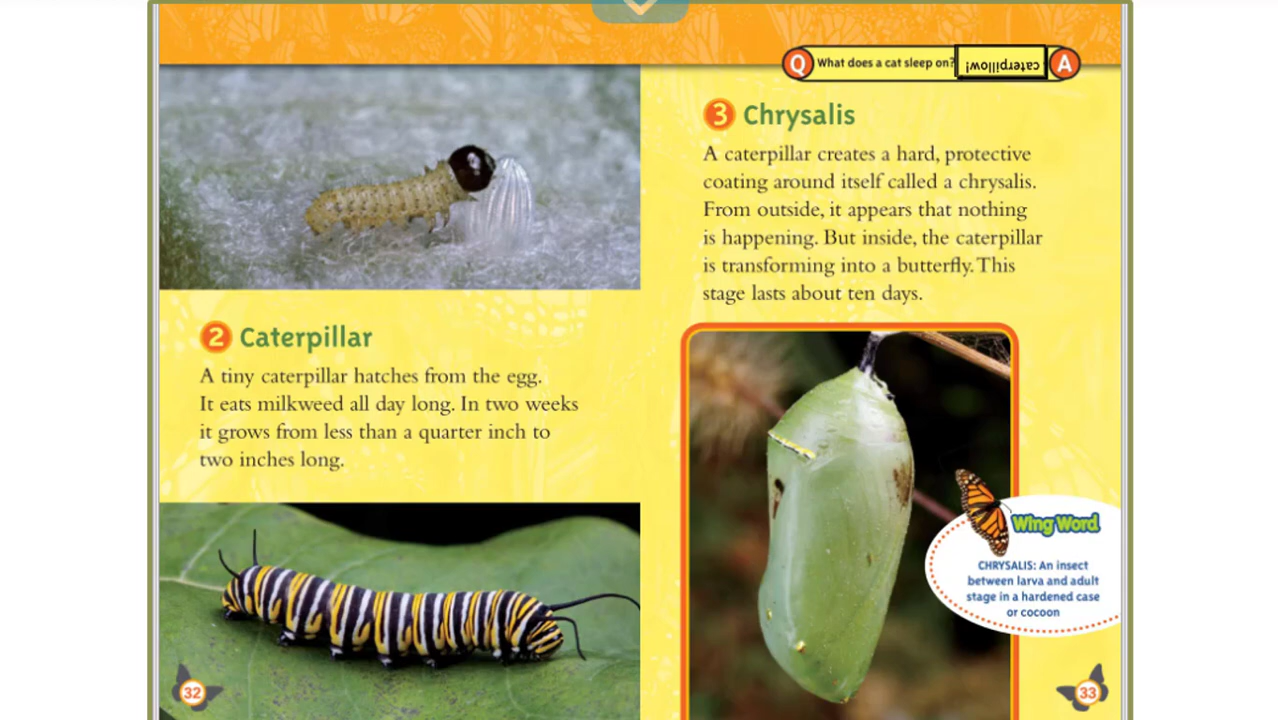 Q What does a cat sleep on? caterpillow! A
2 Caterpillar
A tiny caterpillar hatches from the egg.
It eats milkweed all day long. In two weeks
it grows from less than a quarter inch to
two inches long.
32
3 Chrysalis
A caterpillar creates a hard, protective
coating around itself called a chrysalis.
From outside, it appears that nothing
is happening. But inside, the caterpillar
is transforming into a butterfly. This
stage lasts about ten days.
Wing Word
CHRYSALIS: An insect
between larva and adult
stage in a hardened case
or cocoon
33